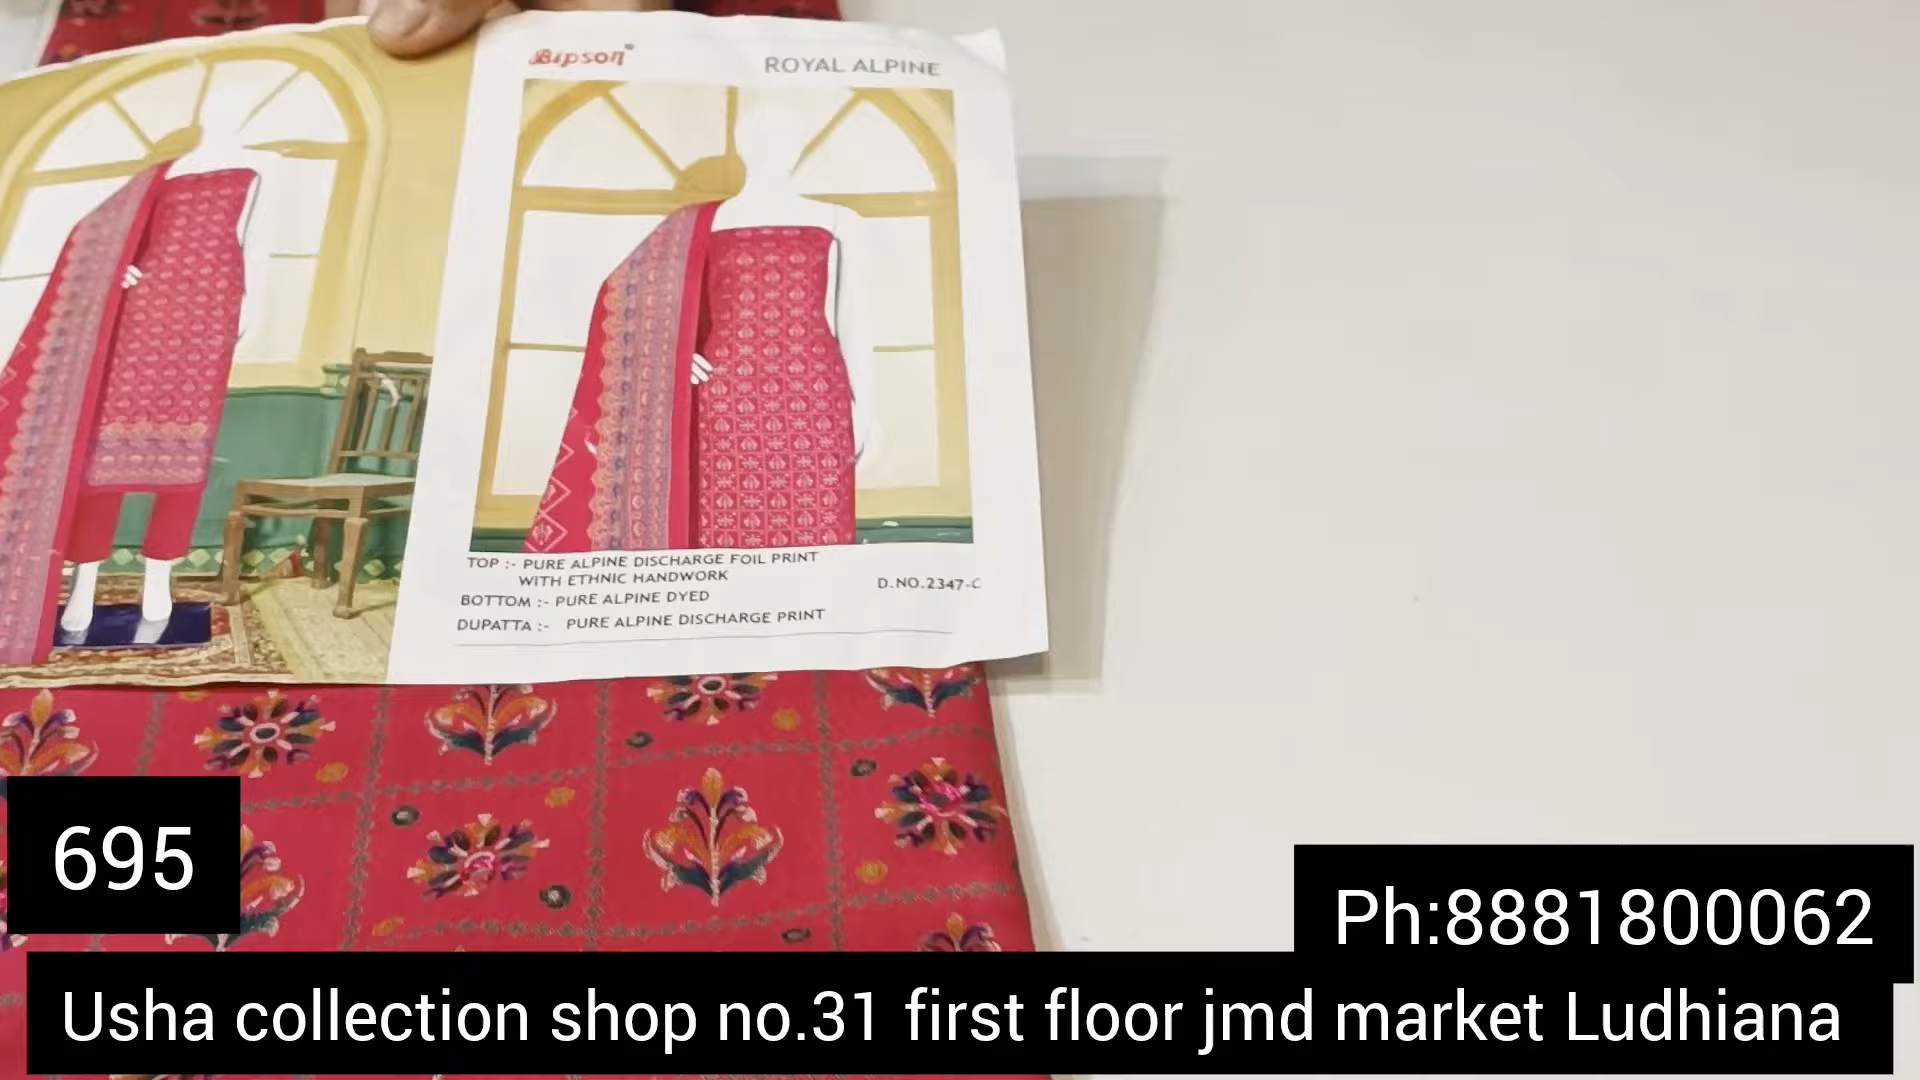 Bipson
ROYAL ALPINE
TOP :- PURE ALPINE DISCHARGE FOIL PRINT
WITH ETHNIC HANDWORK
D.NO.2347-C
BOTTOM :- PURE ALPINE DYED
DUPATTA :- PURE ALPINE DISCHARGE PRINT
695
Ph:8881800062
Usha collection shop no.31 first floor jmd market Ludhiana